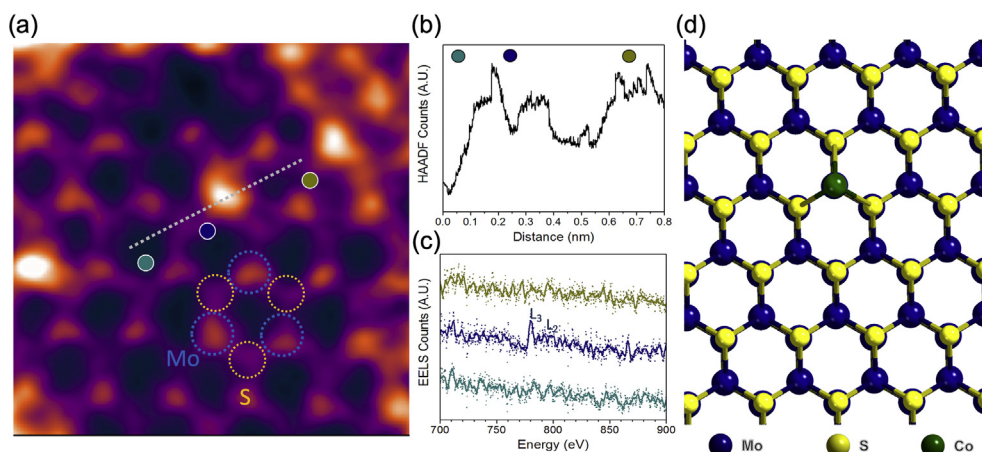 (a)
Mo
S
(b)
HAADF Counts (A.U.)
0.0 0.1 0.2 0.3 0.4 0.5 0.6 0.7 0.8
Distance (nm)
(c)
EELS Counts (A.U.)
L3
L2
700 750 800 850 900
Energy (eV)
(d)
Mo S Co